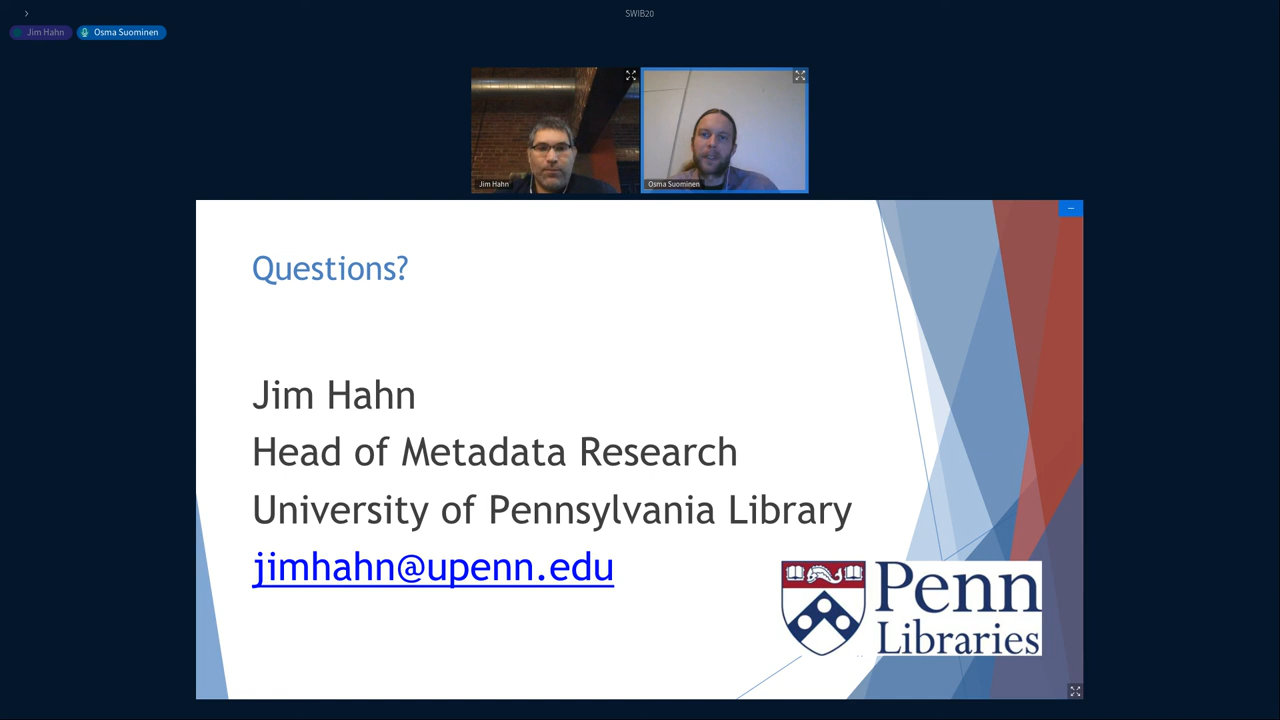 SWIB20
Jim Hahn
Osma Suominen
Jim Hahn
Osma Suominen
Questions?
Jim Hahn
Head of Metadata Research
University of Pennsylvania Library
jimhahn@upenn.edu
Penn
Libraries